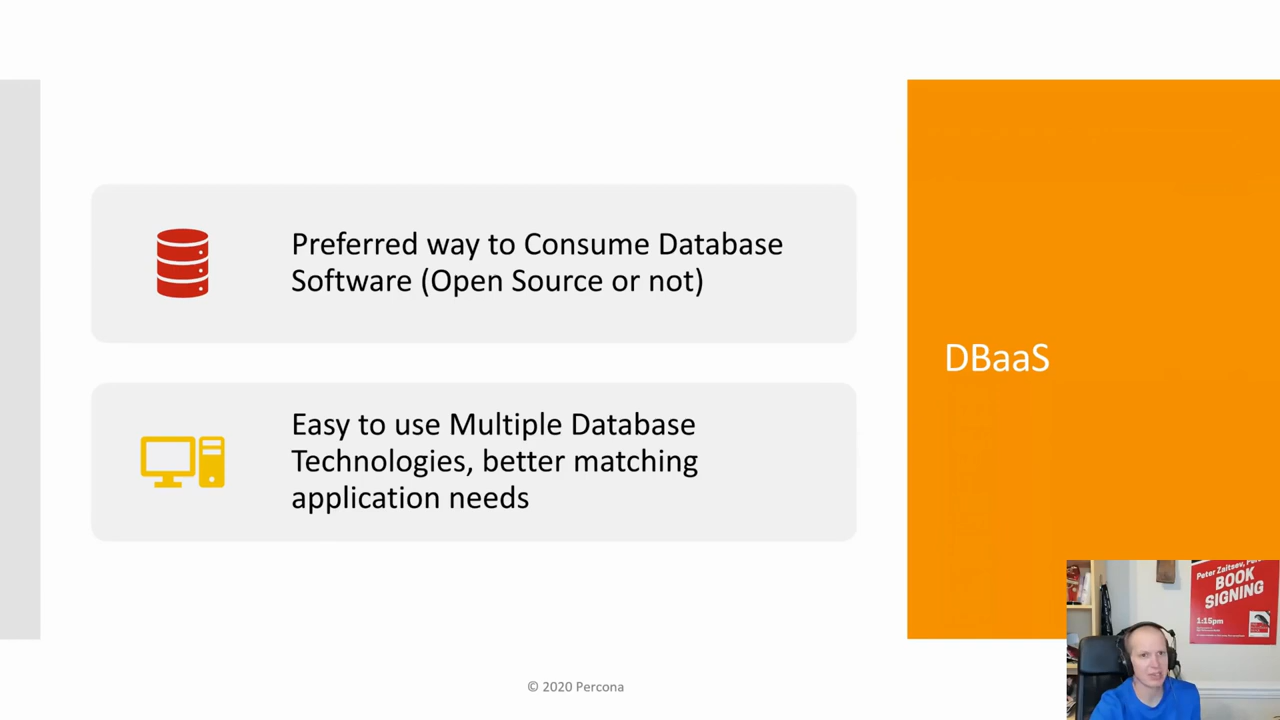 Preferred way to Consume Database
Software (Open Source or not)
Easy to use Multiple Database
Technologies, better matching
application needs
DBaaS
© 2020 Percona
Peter Zaitsev,
BOOK
SIGNING
1:15pm